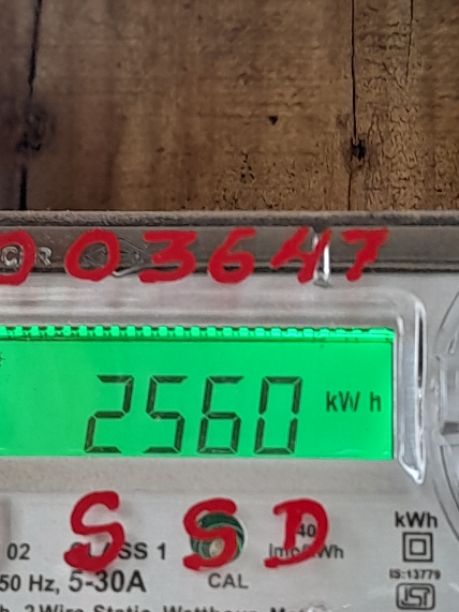 003647
2560 kWh
SSD
02 CLASS 1
kWh
50 Hz, 5-30A
CAL
IS:13779